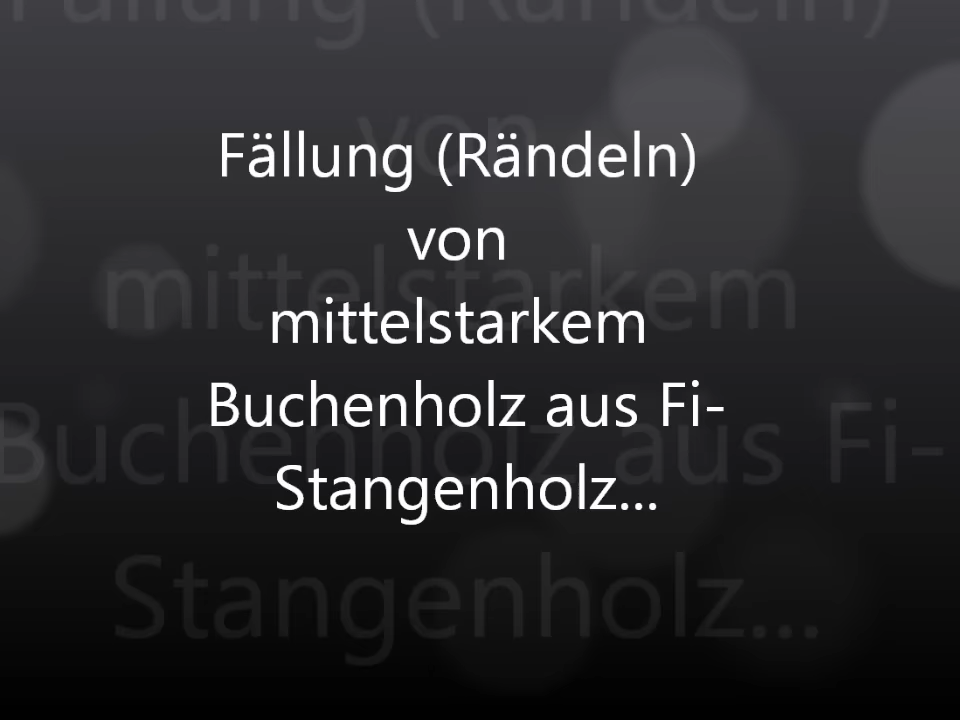 Fällung (Rändeln)
von
mittelstarkem
Buchenholz aus Fi-
Stangenholz...